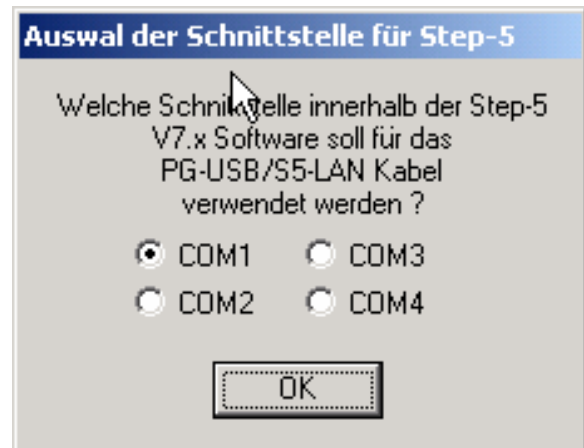 Auswal der Schnittstelle für Step-5
Welche Schnittstelle innerhalb der Step-5
V7.x Software soll für das
PG-USB/S5-LAN Kabel
verwendet werden ?
COM1 COM3
COM2 COM4
OK